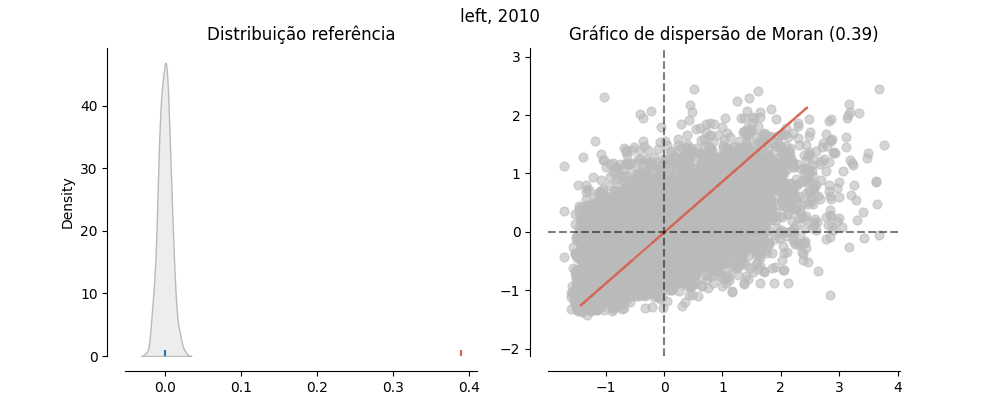 left, 2010
Distribuição referência
Gráfico de dispersão de Moran (0.39)
Density
40
30
20
10
0
0.0 0.1 0.2 0.3 0.4
3
2
1
0
−1
−2
−1 0 1 2 3 4